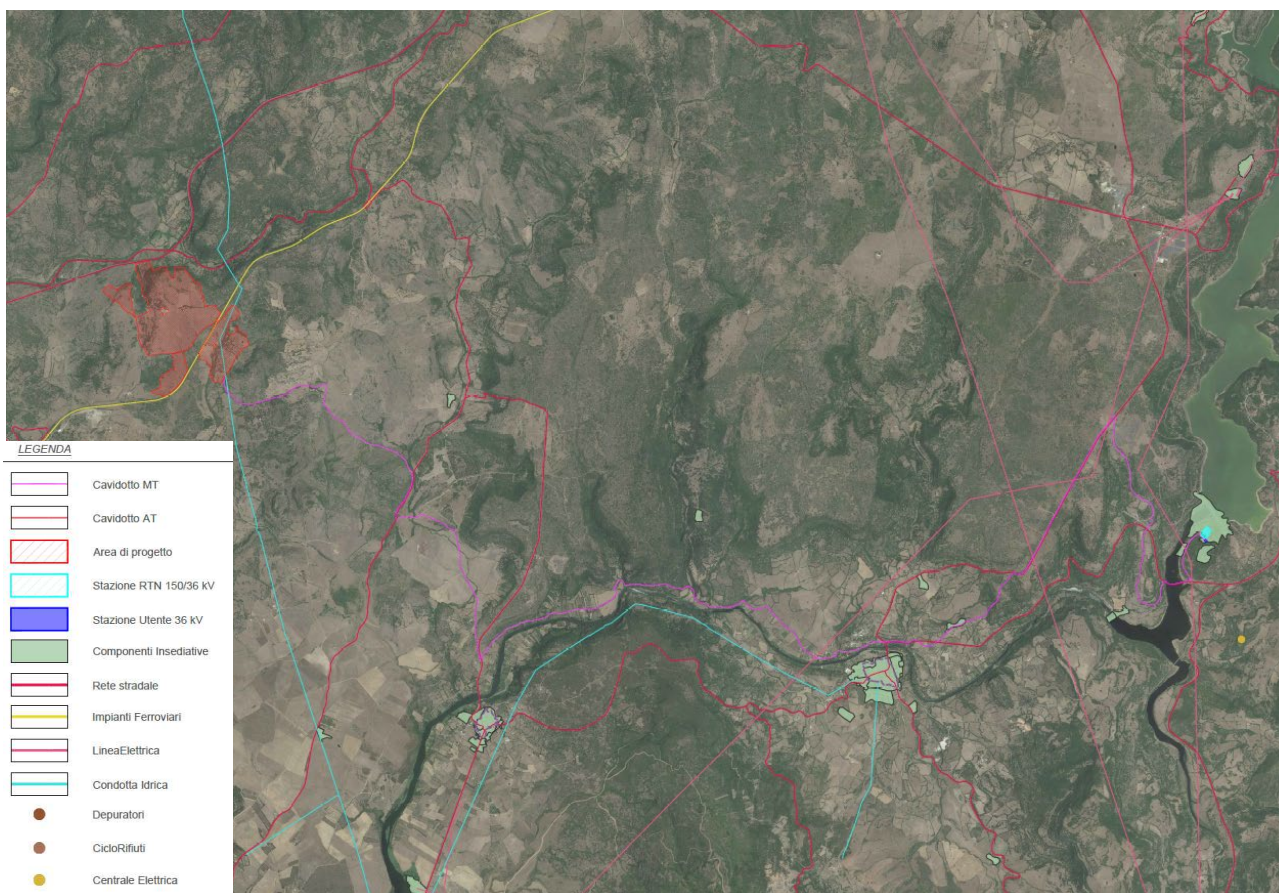 LEGENDA
Cavidotto MT
Cavidotto AT
Area di progetto
Stazione RTN 150/36 kV
Stazione Utente 36 kV
Componenti Insediative
Rete stradale
Impianti Ferroviari
LineaElettrica
Condotta Idrica
Depuratori
CicloRifiuti
Centrale Elettrica